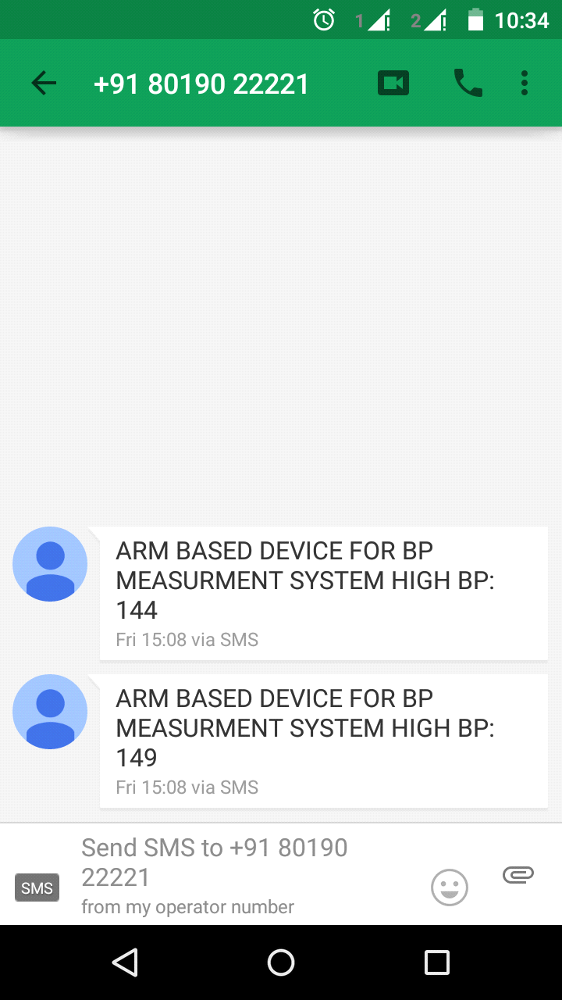 1 2 10:34
+91 80190 22221
ARM BASED DEVICE FOR BP
MEASURMENT SYSTEM HIGH BP:
144
Fri 15:08 via SMS
ARM BASED DEVICE FOR BP
MEASURMENT SYSTEM HIGH BP:
149
Fri 15:08 via SMS
Send SMS to +91 80190
22221
SMS
from my operator number